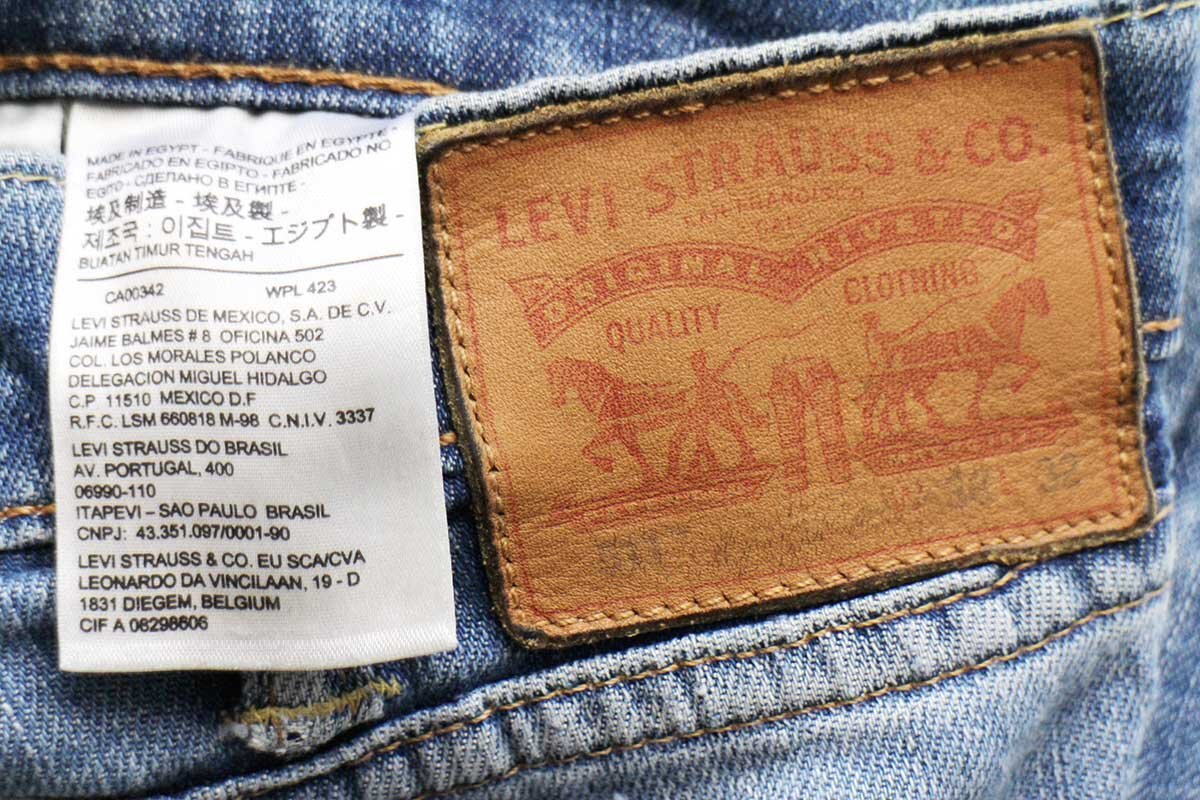 MADE IN EGYPT - FABRIQUE EN EGYPTE -
FABRICADO EN EGIPTO - FABRICADO NO
EGITO - СДЕЛАНО В ЕГИПТЕ -
埃及制造 - 埃及製 -
제조국 : 이집트 - エジプト製 -
BUATAN TIMUR TENGAH
CA00342 WPL 423
LEVI STRAUSS DE MEXICO, S.A. DE C.V.
JAIME BALMES # 8 OFICINA 502
COL. LOS MORALES POLANCO
DELEGACION MIGUEL HIDALGO
C.P 11510 MEXICO D.F
R.F.C. LSM 660818 M-98 C.N.I.V. 3337
LEVI STRAUSS DO BRASIL
AV. PORTUGAL, 400
06990-110
ITAPEVI – SAO PAULO BRASIL
CNPJ: 43.351.097/0001-90
LEVI STRAUSS & CO. EU SCA/CVA
LEONARDO DA VINCILAAN, 19 - D
1831 DIEGEM, BELGIUM
CIF A 08298606
LEVI STRAUSS & CO.
SAN FRANCISCO
ORIGINAL RIVETED
QUALITY CLOTHING
511
32